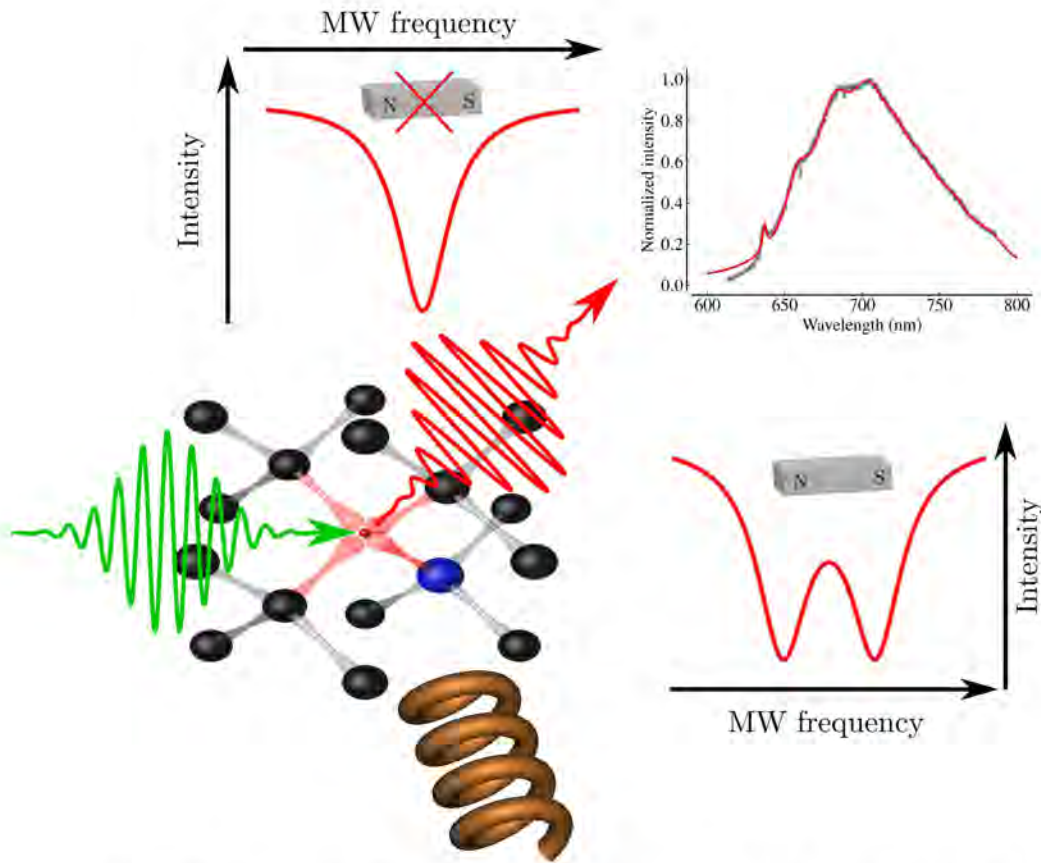 MW frequency
Intensity
N S
1.0
0.8
0.6
0.4
0.2
0.0
Normalized intensity
600 650 700 750 800
Wavelength (nm)
N S
Intensity
MW frequency